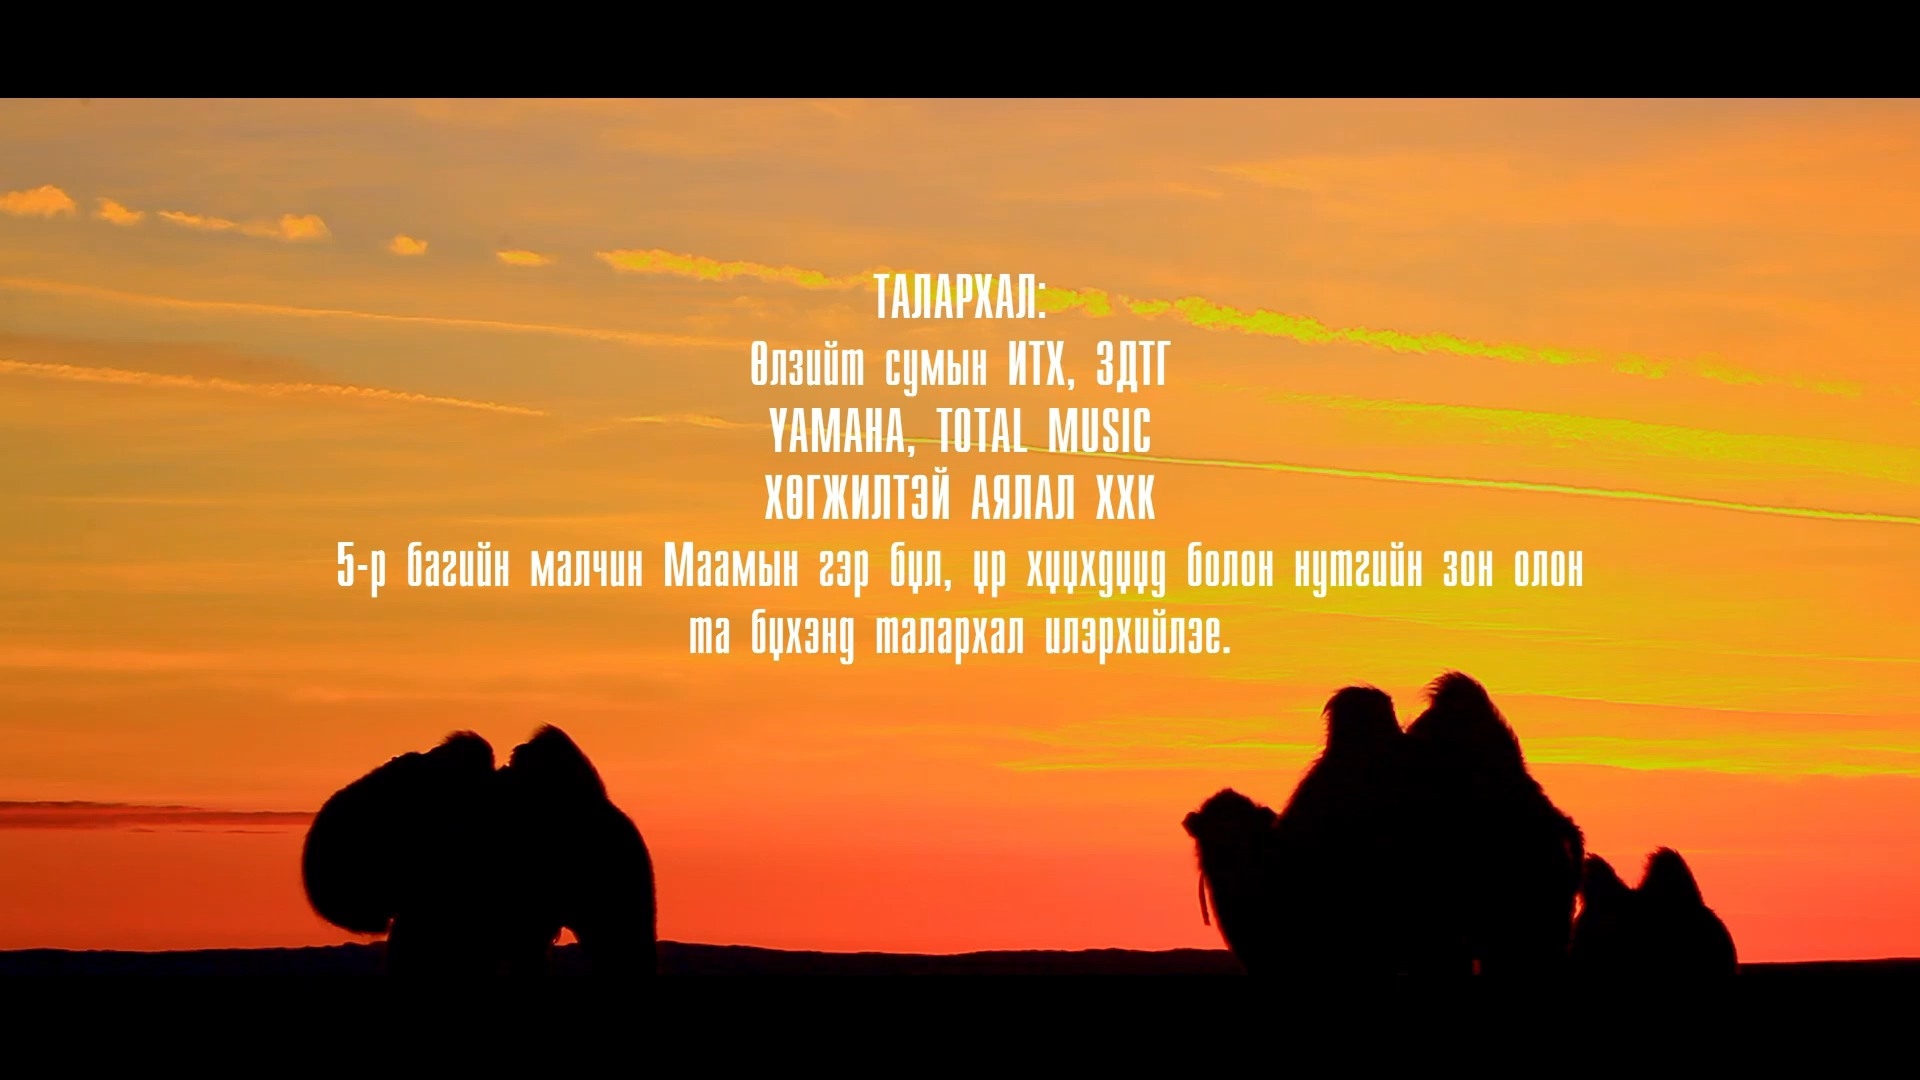 ТАЛАРХАЛ:
Өлзийт сумын ИТХ, ЗДТГ
YAMAHA, TOTAL MUSIC
ХӨГЖИЛТЭЙ АЯЛАЛ ХХК
5-р багийн малчин Маамын гэр бүл, үр хүүхдүүд болон нутгийн зон олон
та бүхэнд талархал илэрхийлэе.